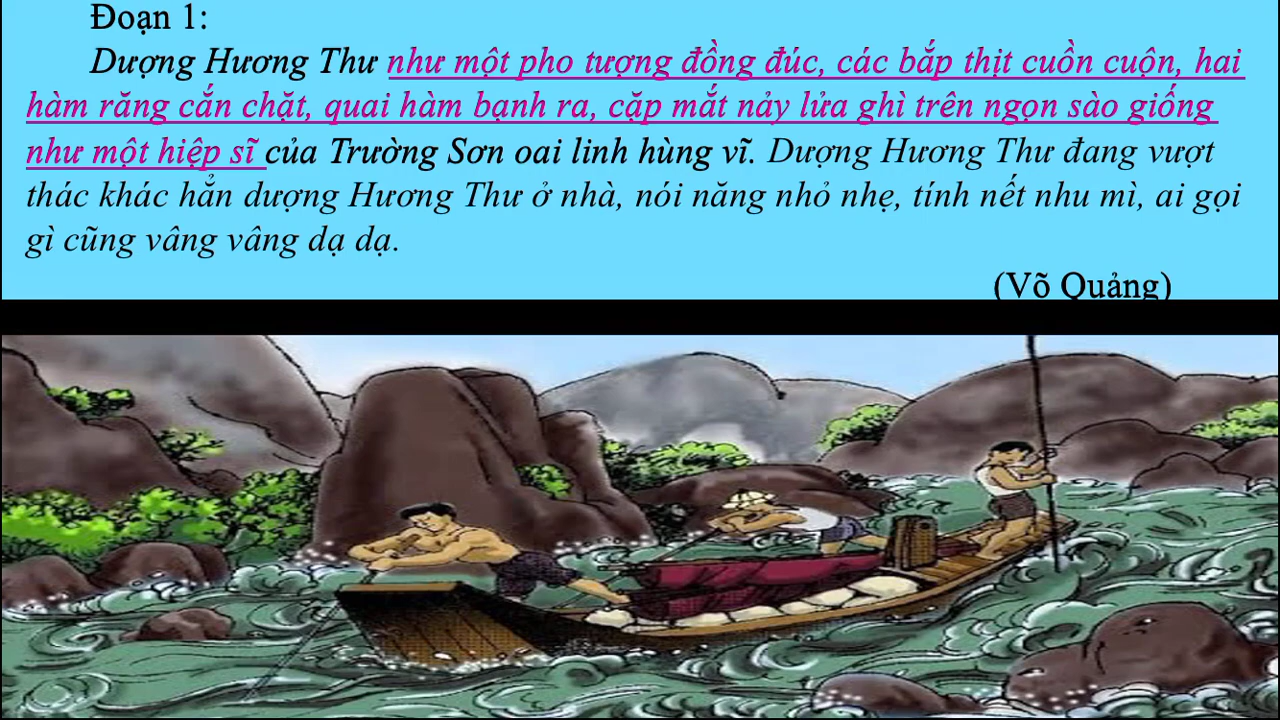 Đoạn 1:
Dượng Hương Thư như một pho tượng đồng đúc, các bắp thịt cuồn cuộn, hai
hàm răng cắn chặt, quai hàm bạnh ra, cặp mắt nảy lửa ghì trên ngọn sào giống
như một hiệp sĩ của Trường Sơn oai linh hùng vĩ. Dượng Hương Thư đang vượt
thác khác hẳn dượng Hương Thư ở nhà, nói năng nhỏ nhẹ, tính nết nhu mì, ai gọi
gì cũng vâng vâng dạ dạ.
(Võ Quảng)